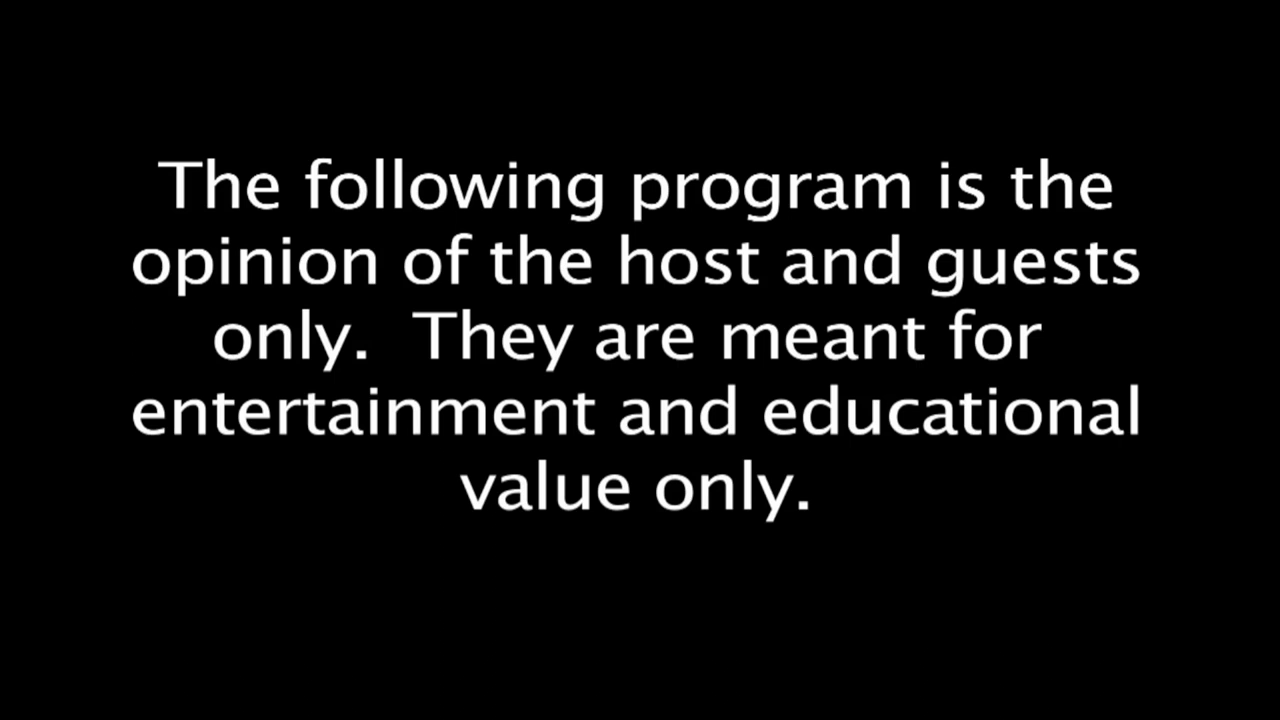 The following program is the
opinion of the host and guests
only.  They are meant for
entertainment and educational
value only.